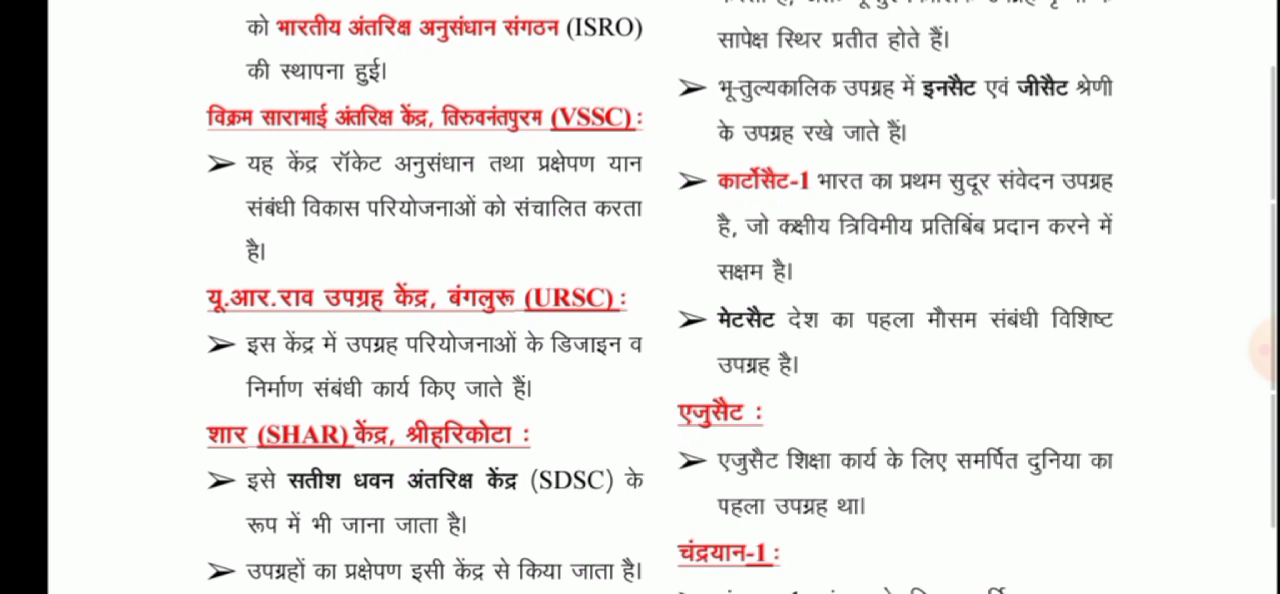 को भारतीय अंतरिक्ष अनुसंधान संगठन (ISRO)
की स्थापना हुई।
विक्रम साराभाई अंतरिक्ष केंद्र, तिरुवनंतपुरम (VSSC) :
➢ यह केंद्र रॉकेट अनुसंधान तथा प्रक्षेपण यान
संबंधी विकास परियोजनाओं को संचालित करता
है।
यू.आर.राव उपग्रह केंद्र, बंगलुरू (URSC) :
➢ इस केंद्र में उपग्रह परियोजनाओं के डिजाइन व
निर्माण संबंधी कार्य किए जाते हैं।
शार (SHAR) केंद्र, श्रीहरिकोटा :
➢ इसे सतीश धवन अंतरिक्ष केंद्र (SDSC) के
रूप में भी जाना जाता है।
➢ उपग्रहों का प्रक्षेपण इसी केंद्र से किया जाता है।
सापेक्ष स्थिर प्रतीत होते हैं।
➢ भू-तुल्यकालिक उपग्रह में इनसैट एवं जीसैट श्रेणी
के उपग्रह रखे जाते हैं।
➢ कार्टोसैट-1 भारत का प्रथम सुदूर संवेदन उपग्रह
है, जो कक्षीय त्रिविमीय प्रतिबिंब प्रदान करने में
सक्षम है।
➢ मेटसैट देश का पहला मौसम संबंधी विशिष्ट
उपग्रह है।
एजुसैट :
➢ एजुसैट शिक्षा कार्य के लिए समर्पित दुनिया का
पहला उपग्रह था।
चंद्रयान-1 :